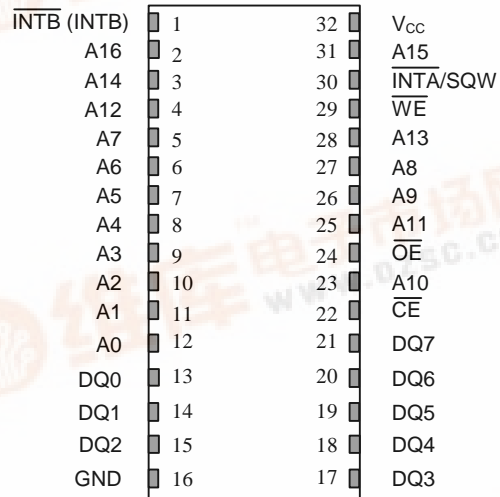 INTB (INTB) 1 32 VCC
A16 2 31 A15
A14 3 30 INTA/SQW
A12 4 29 WE
A7 5 28 A13
A6 6 27 A8
A5 7 26 A9
A4 8 25 A11
A3 9 24 OE
A2 10 23 A10
A1 11 22 CE
A0 12 21 DQ7
DQ0 13 20 DQ6
DQ1 14 19 DQ5
DQ2 15 18 DQ4
GND 16 17 DQ3